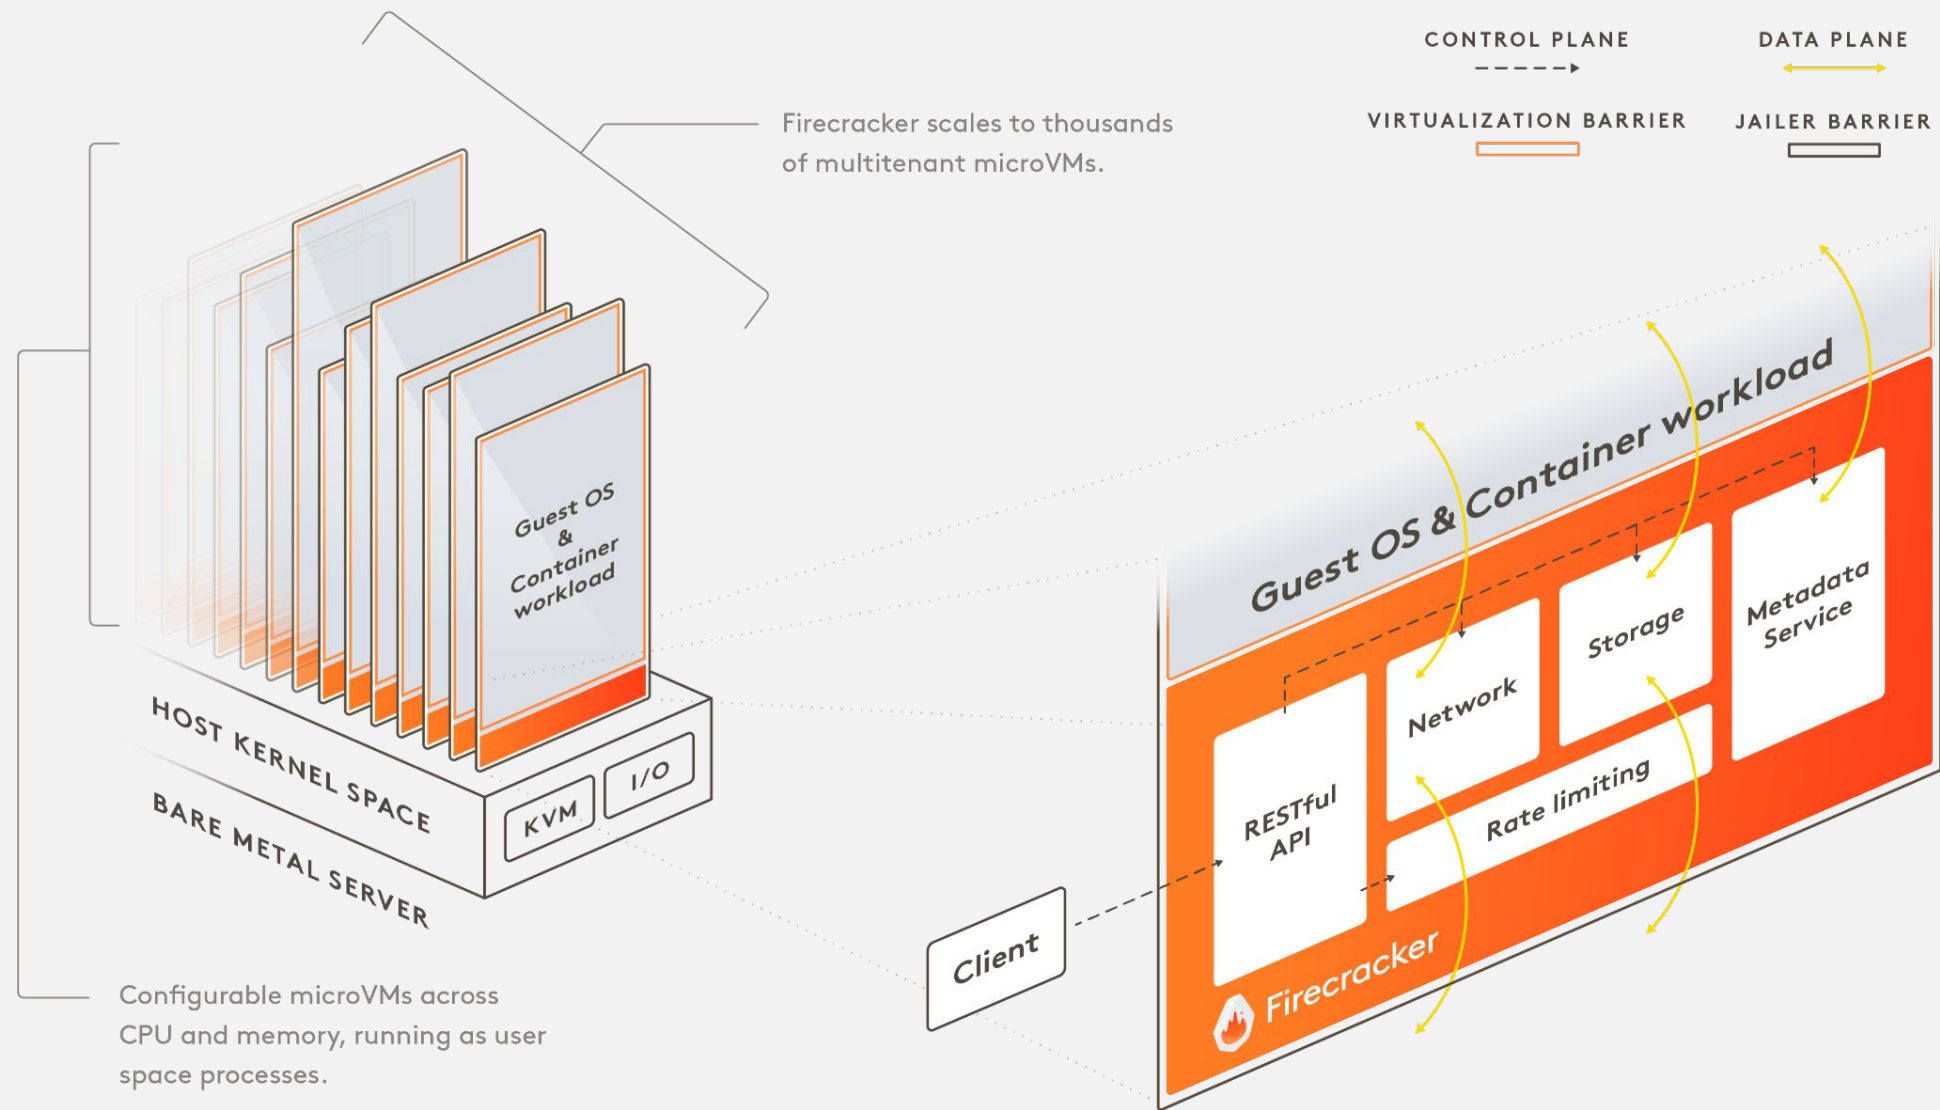 CONTROL PLANE
DATA PLANE
VIRTUALIZATION BARRIER
JAILER BARRIER
Firecracker scales to thousands
of multitenant microVMs.
Guest OS
&
Container
workload
HOST KERNEL SPACE
BARE METAL SERVER
KVM
I/O
Configurable microVMs across
CPU and memory, running as user
space processes.
Client
Guest OS & Container workload
RESTful
API
Network
Storage
Metadata
Service
Rate limiting
Firecracker